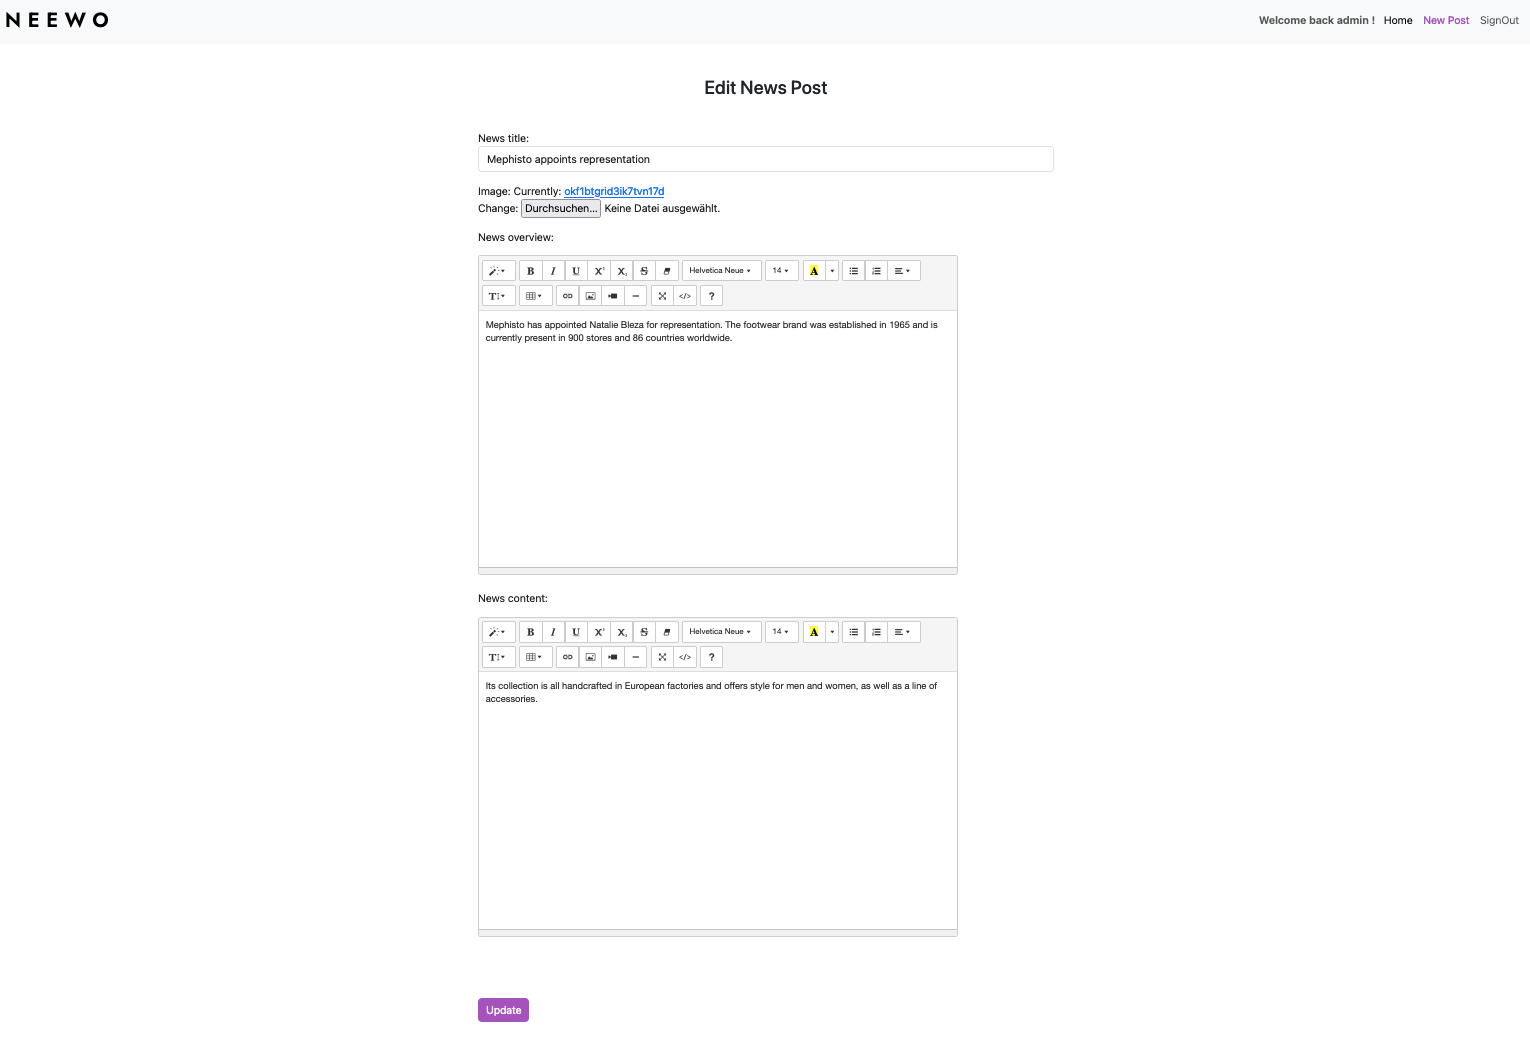 NEEWO
Welcome back admin ! Home New Post SignOut
Edit News Post
News title:
Mephisto appoints representation
Image: Currently: okf1btgrid3ik7tvn17d
Change: Durchsuchen... Keine Datei ausgewählt.
News overview:
B I U X² X₂ S Helvetica Neue 14 A
T </> ?
Mephisto has appointed Natalie Bleza for representation. The footwear brand was established in 1965 and is
currently present in 900 stores and 86 countries worldwide.
News content:
B I U X² X₂ S Helvetica Neue 14 A
T </> ?
Its collection is all handcrafted in European factories and offers style for men and women, as well as a line of
accessories.
Update